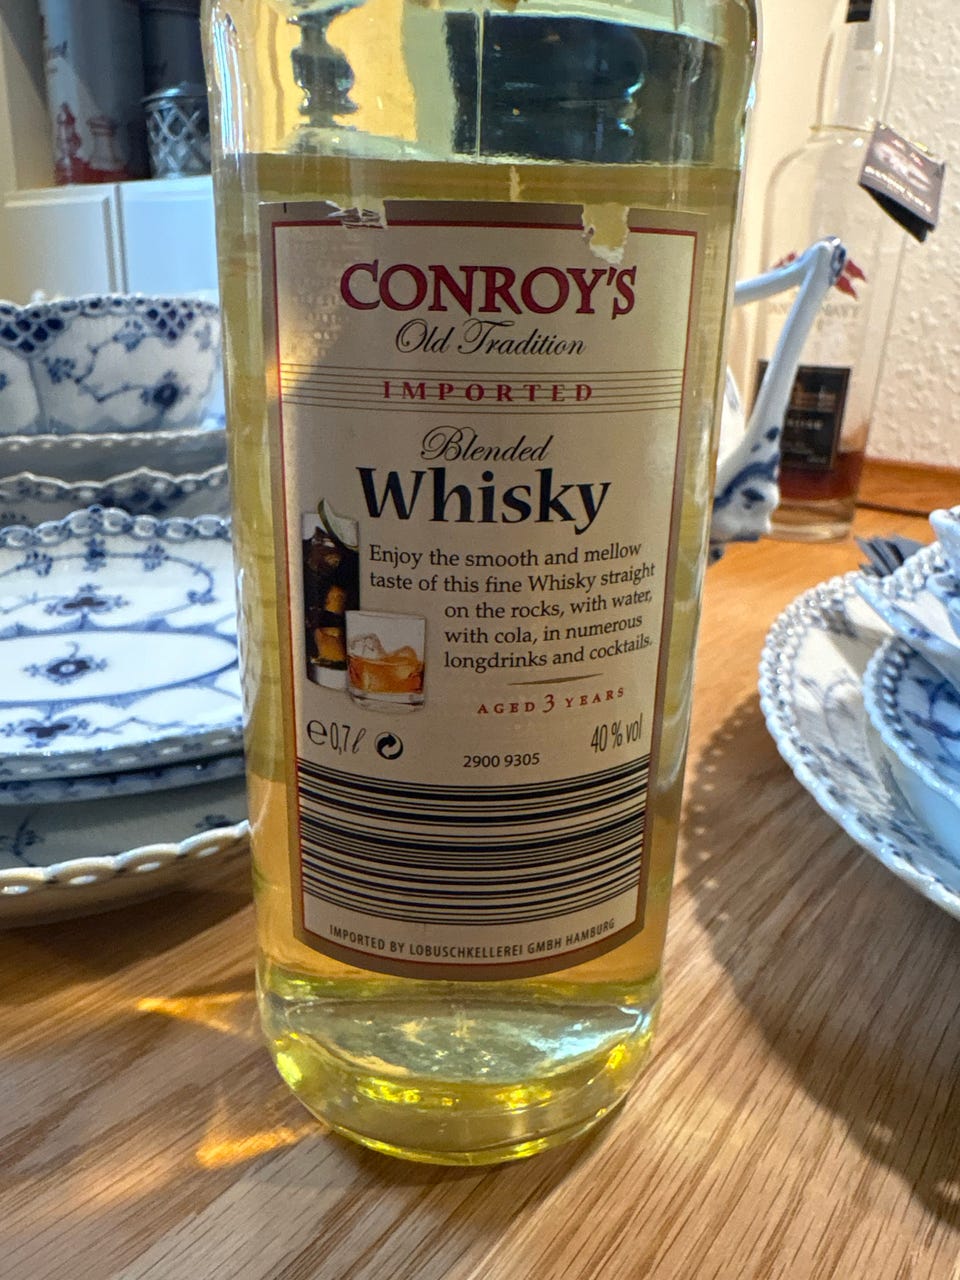 CONROY'S
Old Tradition
IMPORTED
Blended
Whisky
Enjoy the smooth and mellow
taste of this fine Whisky straight
on the rocks, with water,
with cola, in numerous
longdrinks and cocktails.
AGED 3 YEARS
℮ 0,7 ℓ
40 % vol
2900 9305
IMPORTED BY LOBUSCHKELLEREI GMBH HAMBURG